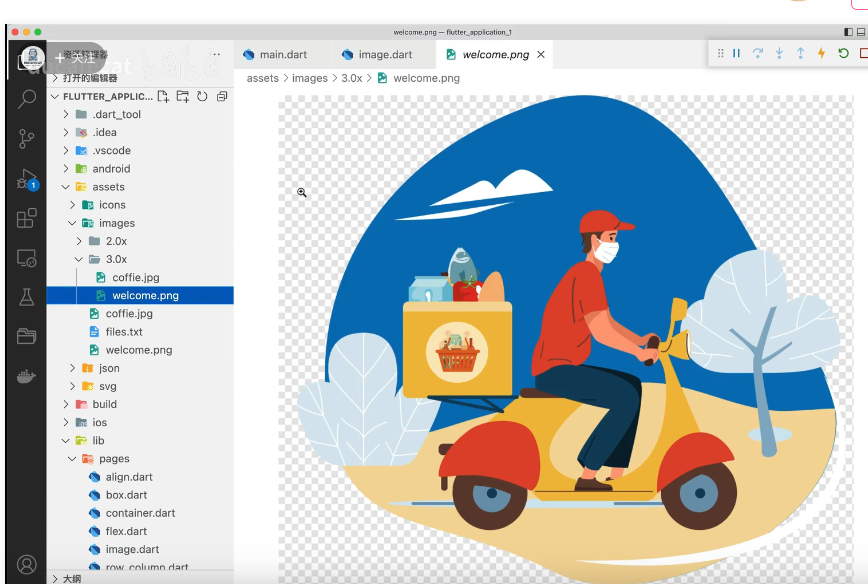 welcome.png — flutter_application_1
资源管理器
+ 关注
main.dart
image.dart
welcome.png
打开的编辑器
assets > images > 3.0x > welcome.png
FLUTTER_APPLIC...
.dart_tool
.idea
.vscode
android
assets
icons
images
2.0x
3.0x
coffie.jpg
welcome.png
coffie.jpg
files.txt
welcome.png
json
svg
build
ios
lib
pages
align.dart
box.dart
container.dart
flex.dart
image.dart
row_column.dart
大纲
1